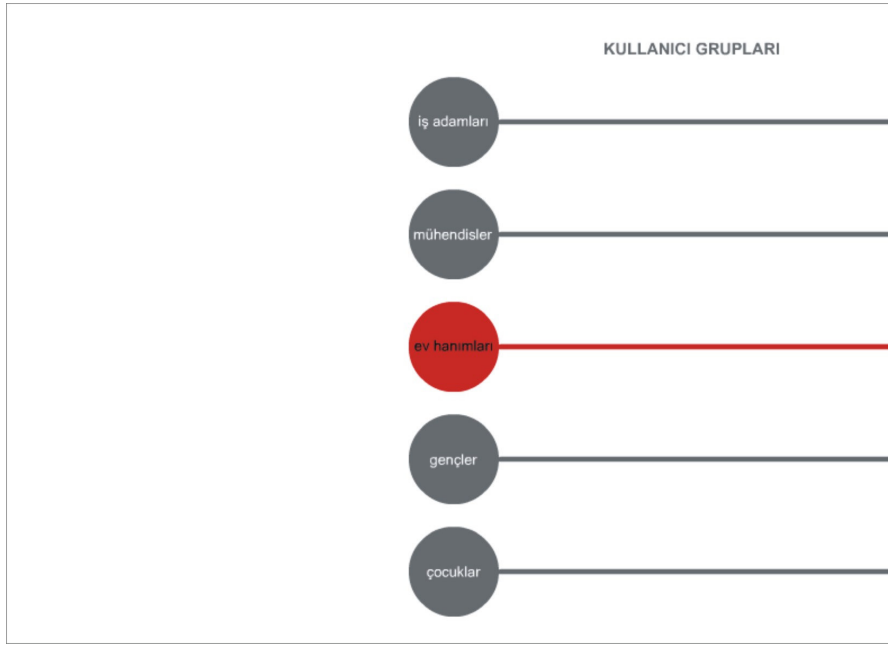 KULLANICI GRUPLARI
iş adamları
mühendisler
ev hanımları
gençler
çocuklar